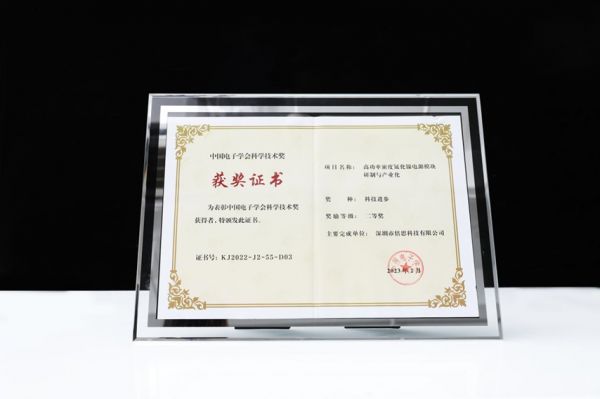 中国电子学会科学技术奖
获奖证书
为表彰中国电子学会科学技术奖
获得者，特颁发此证书。
证书号：KJ2022-J2-55-D03
项目名称：高功率密度氮化镓电源模块
研制与产业化
奖种：科技进步
奖励等级：二等奖
主要完成单位：深圳市倍思科技有限公司
2023年2月